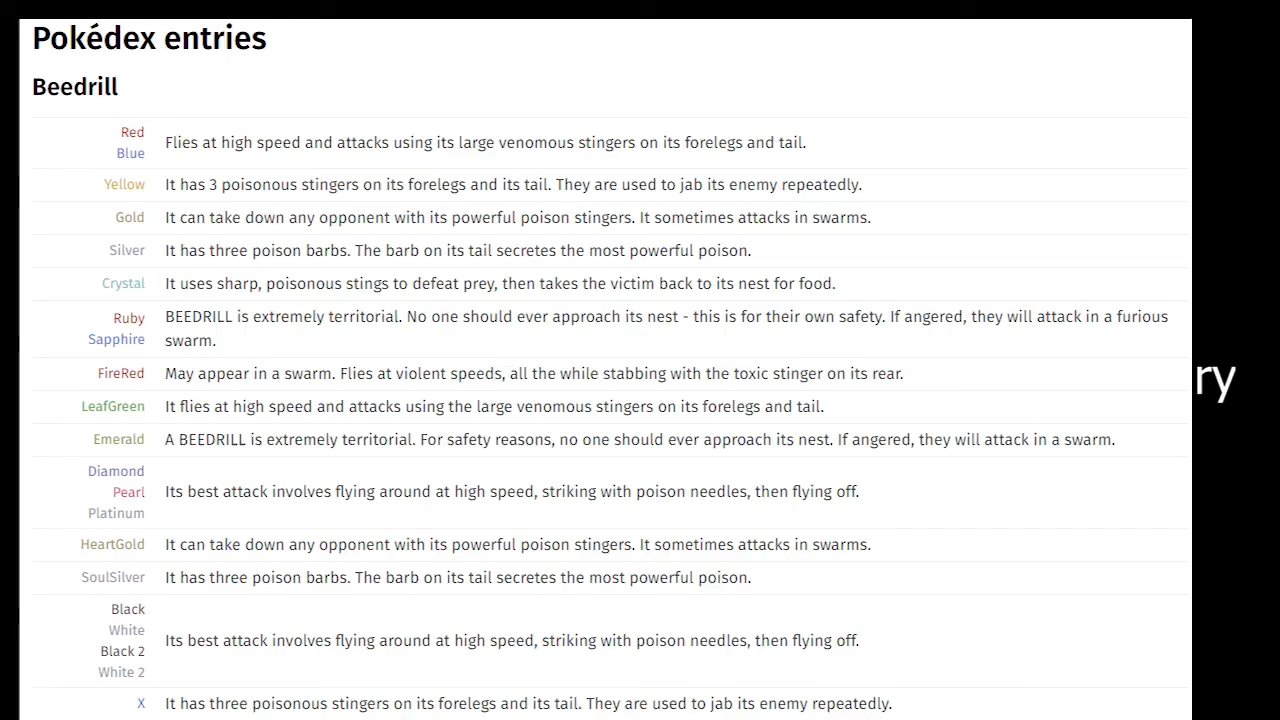 Pokédex entries
Beedrill
Red
Blue
Flies at high speed and attacks using its large venomous stingers on its forelegs and tail.
Yellow
It has 3 poisonous stingers on its forelegs and its tail. They are used to jab its enemy repeatedly.
Gold
It can take down any opponent with its powerful poison stingers. It sometimes attacks in swarms.
Silver
It has three poison barbs. The barb on its tail secretes the most powerful poison.
Crystal
It uses sharp, poisonous stings to defeat prey, then takes the victim back to its nest for food.
Ruby
Sapphire
BEEDRILL is extremely territorial. No one should ever approach its nest - this is for their own safety. If angered, they will attack in a furious
swarm.
FireRed
May appear in a swarm. Flies at violent speeds, all the while stabbing with the toxic stinger on its rear.
LeafGreen
It flies at high speed and attacks using the large venomous stingers on its forelegs and tail.
Emerald
A BEEDRILL is extremely territorial. For safety reasons, no one should ever approach its nest. If angered, they will attack in a swarm.
Diamond
Pearl
Platinum
Its best attack involves flying around at high speed, striking with poison needles, then flying off.
HeartGold
It can take down any opponent with its powerful poison stingers. It sometimes attacks in swarms.
SoulSilver
It has three poison barbs. The barb on its tail secretes the most powerful poison.
Black
White
Black 2
White 2
Its best attack involves flying around at high speed, striking with poison needles, then flying off.
X
It has three poisonous stingers on its forelegs and its tail. They are used to jab its enemy repeatedly.
ry